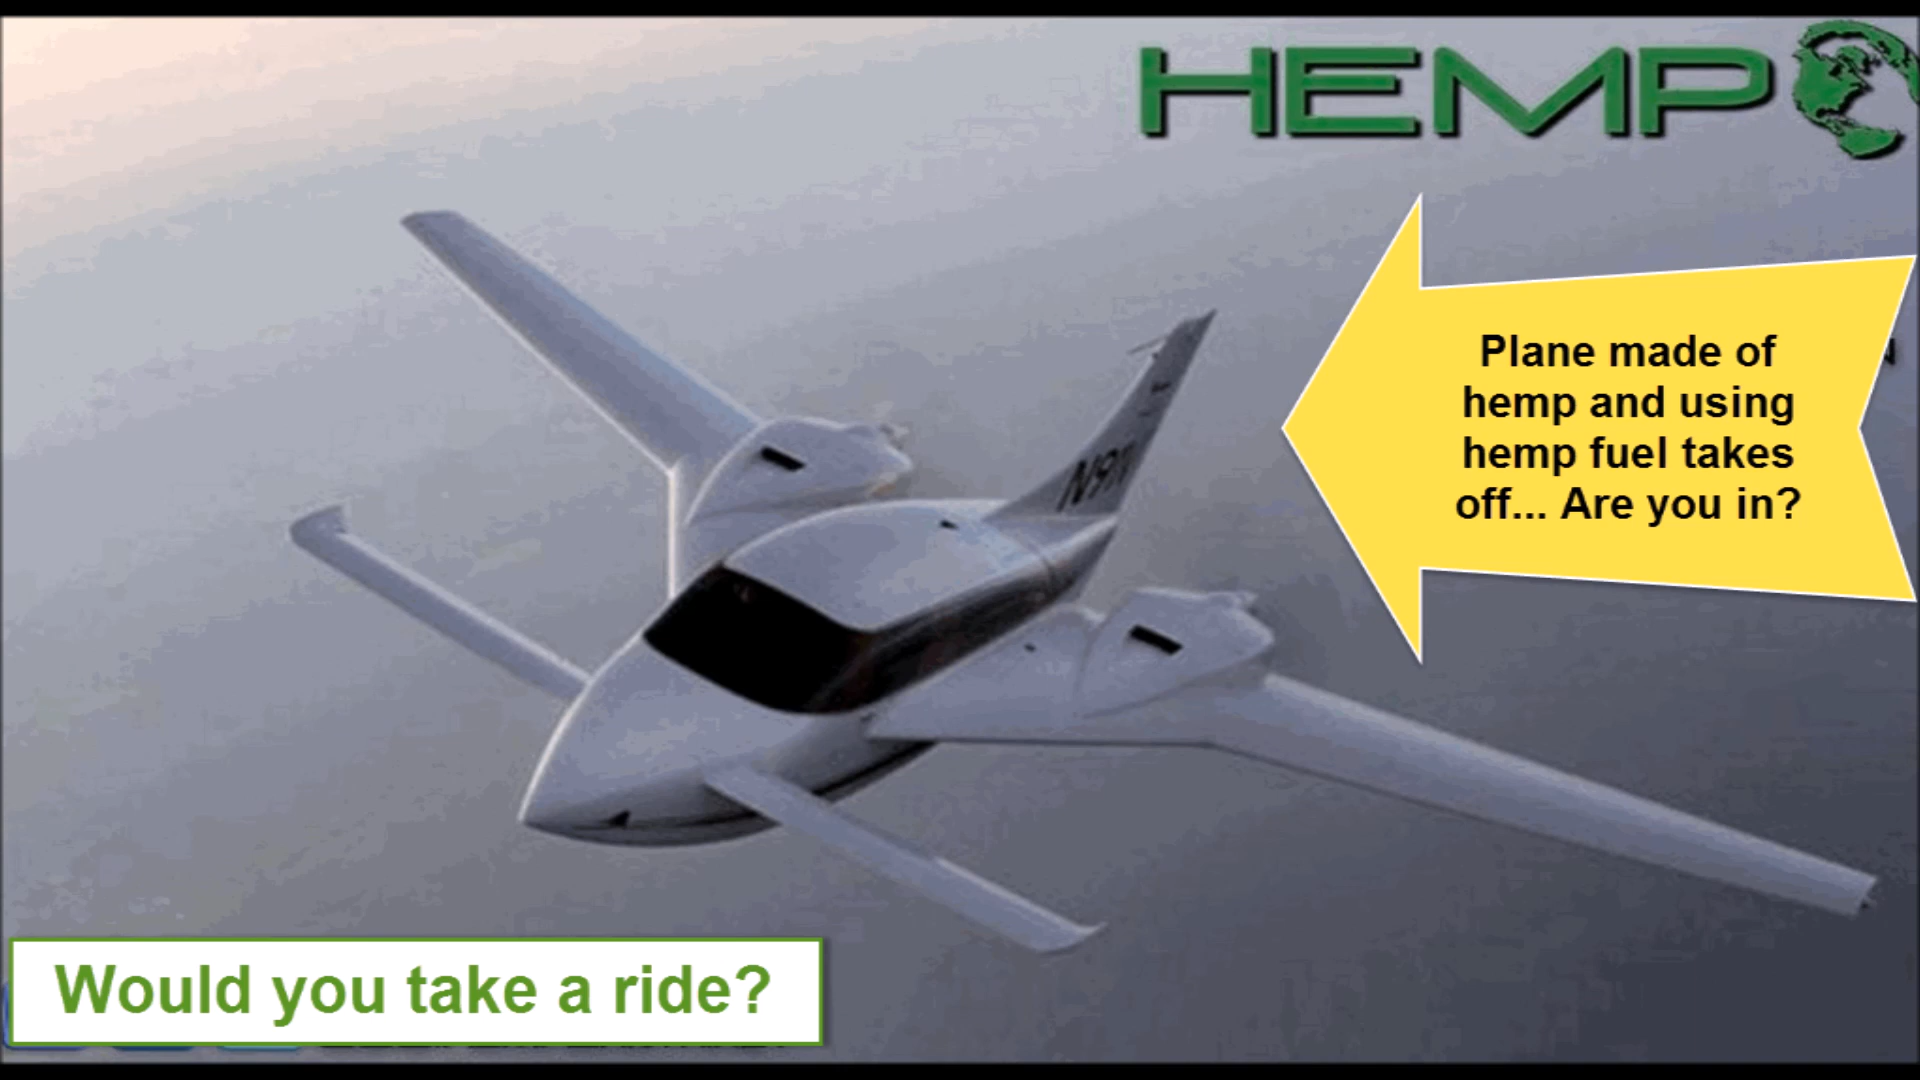 HEMP
Plane made of
hemp and using
hemp fuel takes
off... Are you in?
Would you take a ride?